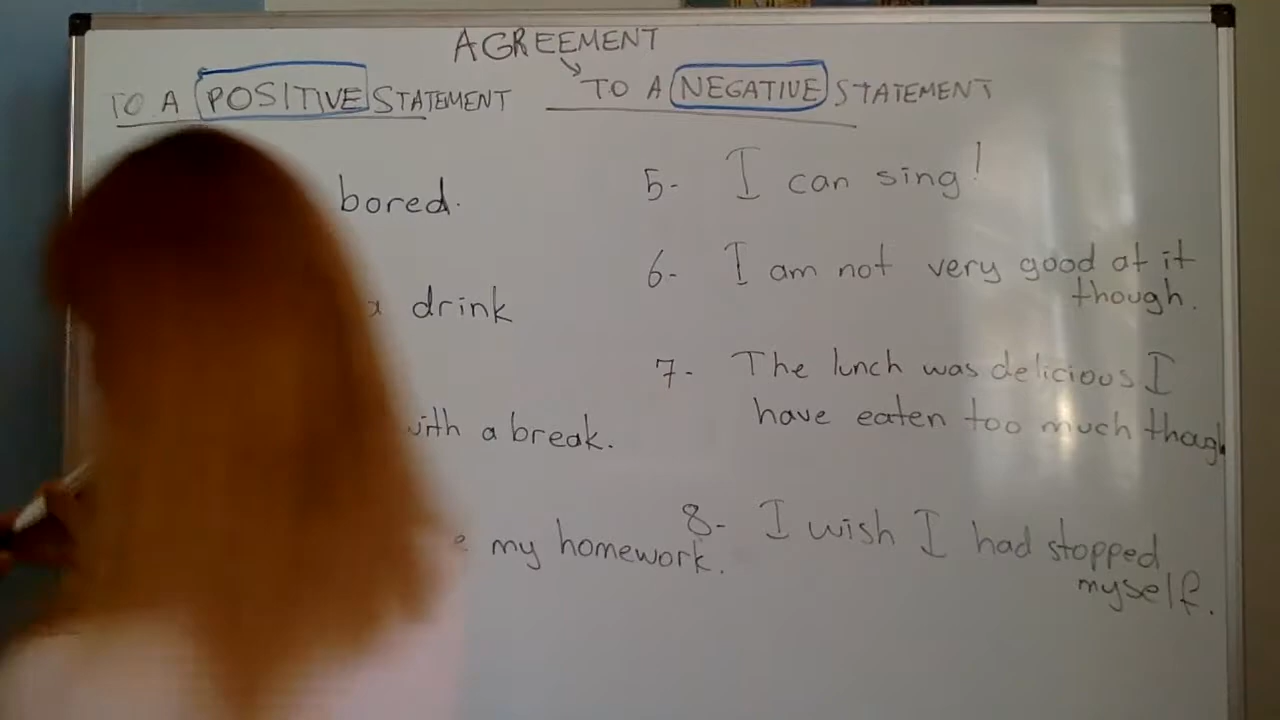 AGREEMENT
TO A POSITIVE STATEMENT
TO A NEGATIVE STATEMENT
bored.
drink
with a break.
my homework.
5- I can sing!
6- I am not very good at it
though.
7- The lunch was delicious I
have eaten too much though
8- I wish I had stopped
myself.